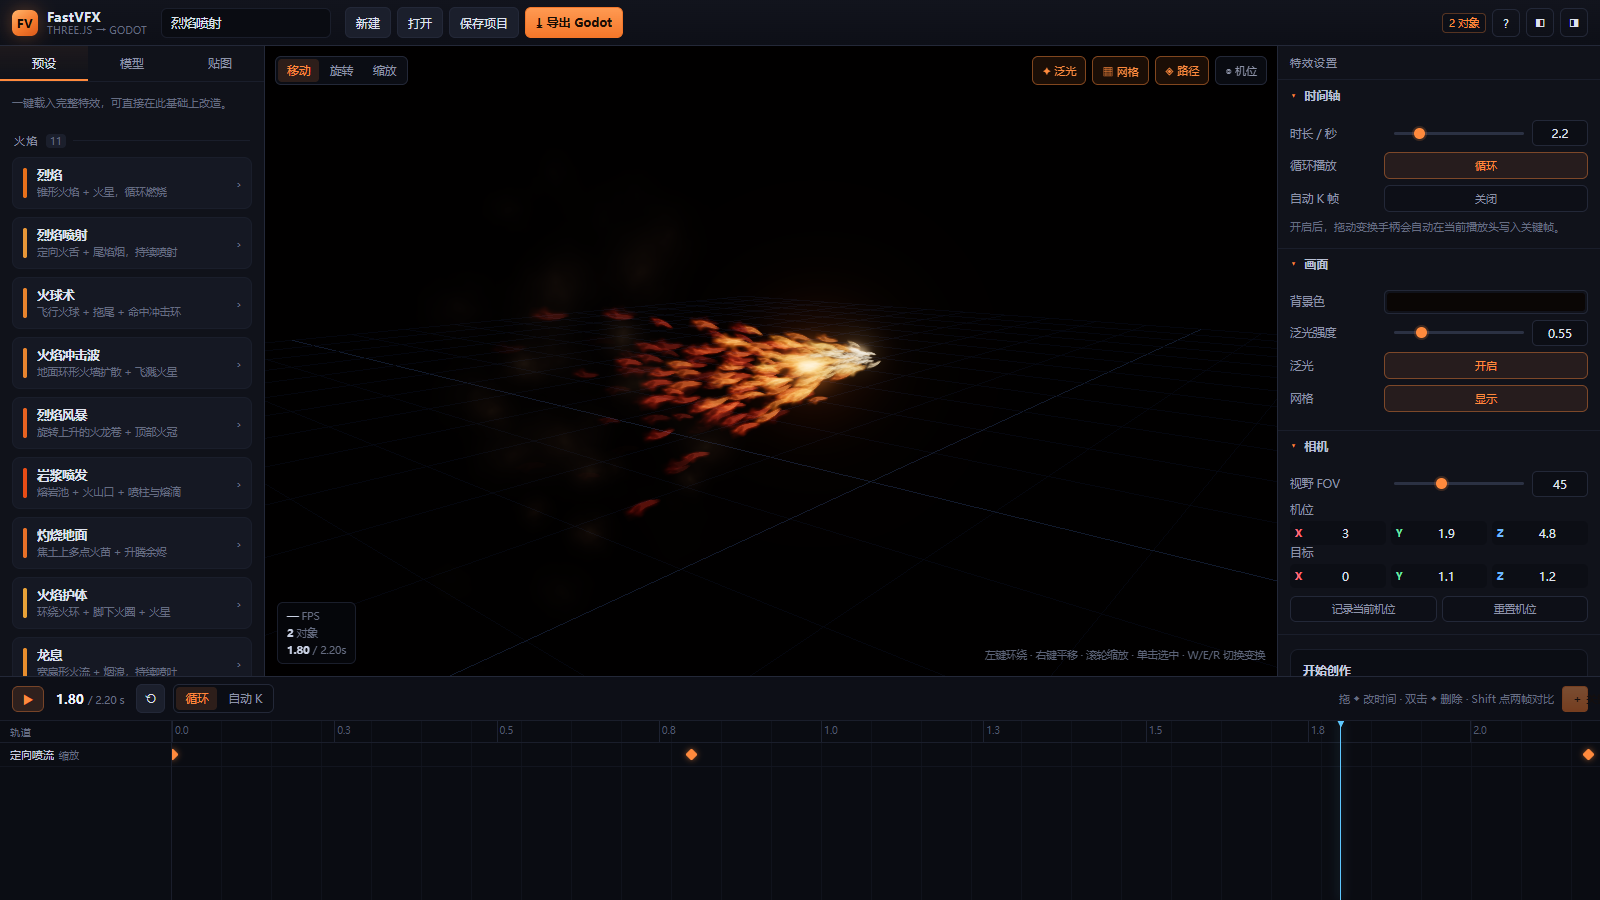 FV
FastVFX
THREE.JS → GODOT
烈焰喷射
新建
打开
保存项目
⤓ 导出 Godot
2 对象
?
预设
模型
贴图
一键载入完整特效，可直接在此基础上改造。
火焰 11
烈焰
锥形火焰 + 火星，循环燃烧
烈焰喷射
定向火舌 + 尾焰烟，持续喷射
火球术
飞行火球 + 拖尾 + 命中冲击环
火焰冲击波
地面环形火墙扩散 + 飞溅火星
烈焰风暴
旋转上升的火龙卷 + 顶部火冠
岩浆喷发
熔岩池 + 火山口 + 喷柱与熔滴
灼烧地面
焦土上多点火苗 + 升腾余烬
火焰护体
环绕火环 + 脚下火圈 + 火星
龙息
宽扇形火流 + 烟浪，持续喷吐
移动
旋转
缩放
✦ 泛光
▦ 网格
◈ 路径
机位
— FPS
2 对象
1.80 / 2.20s
左键环绕 · 右键平移 · 滚轮缩放 · 单击选中 · W/E/R 切换变换
特效设置
时间轴
时长 / 秒 2.2
循环播放 循环
自动 K 帧 关闭
开启后，拖动变换手柄会自动在当前播放头写入关键帧。
画面
背景色
泛光强度 0.55
泛光 开启
网格 显示
相机
视野 FOV 45
机位
X 3 Y 1.9 Z 4.8
目标
X 0 Y 1.1 Z 1.2
记录当前机位
重置机位
开始创作
1.80 / 2.20 s
循环
自动 K
拖 ✦ 改时间 · 双击 ✦ 删除 · Shift 点两帧对比
+
轨道
0.0 0.3 0.5 0.8 1.0 1.3 1.5 1.8 2.0
定向喷流 缩放